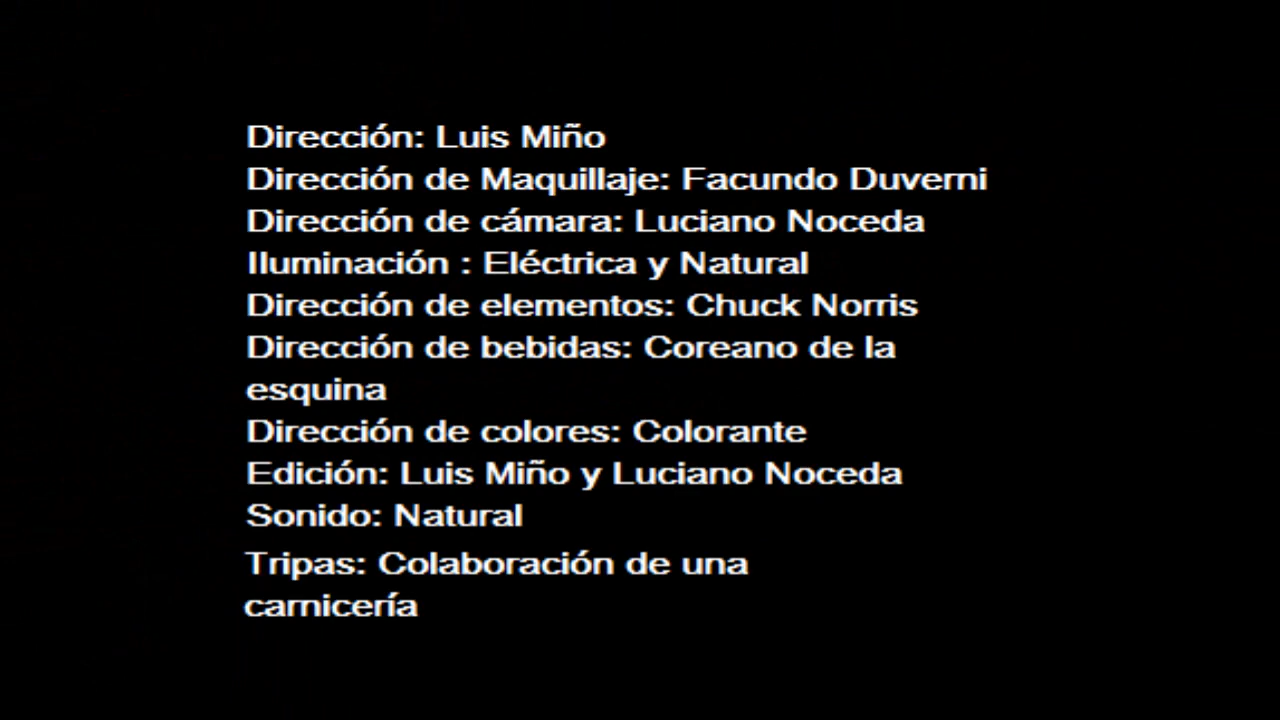 Dirección: Luis Miño
Dirección de Maquillaje: Facundo Duverni
Dirección de cámara: Luciano Noceda
Iluminación : Eléctrica y Natural
Dirección de elementos: Chuck Norris
Dirección de bebidas: Coreano de la
esquina
Dirección de colores: Colorante
Edición: Luis Miño y Luciano Noceda
Sonido: Natural
Tripas: Colaboración de una
carnicería